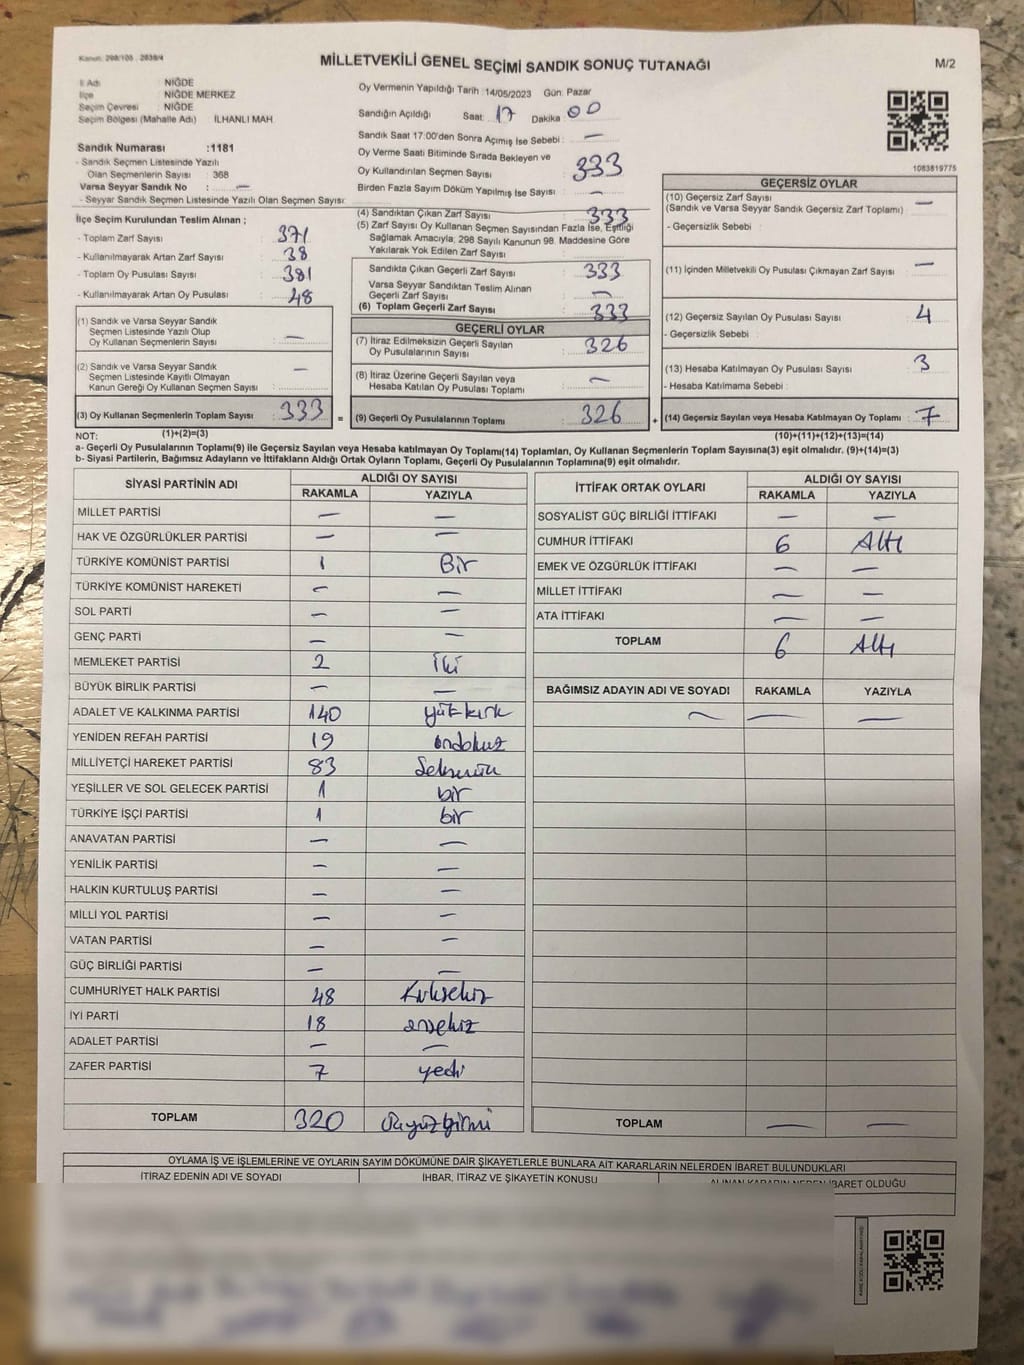 Kanun: 298/105 . 2839/4
MİLLETVEKİLİ GENEL SEÇİMİ SANDIK SONUÇ TUTANAĞI
M/2
İl Adı : NİĞDE
İlçe : NİĞDE MERKEZ
Seçim Çevresi : NİĞDE
Seçim Bölgesi (Mahalle Adı) : İLHANLI MAH.
Sandık Numarası :1181
- Sandık Seçmen Listesinde Yazılı
Olan Seçmenlerin Sayısı : 368
Varsa Seyyar Sandık No : —
- Seyyar Sandık Listesinde Yazılı Olan Seçmen Sayısı:
Oy Vermenin Yapıldığı Tarih :14/05/2023 Gün: Pazar
Sandığın Açıldığı Saat: 17 Dakika: 00
Sandık Saat 17:00'den Sonra Açımış İse Sebebi : —
Oy Verme Saati Bitiminde Sırada Bekleyen ve
Oy Kullandırılan Seçmen Sayısı : 333
Birden Fazla Sayım Döküm Yapılmış İse Sayısı : —
1083819775
İlçe Seçim Kurulundan Teslim Alınan ;
- Toplam Zarf Sayısı : 371
- Kullanılmayarak Artan Zarf Sayısı : 38
- Toplam Oy Pusulası Sayısı : 381
- Kullanılmayarak Artan Oy Pusulası : 48
(1) Sandık ve Varsa Seyyar Sandık
Seçmen Listesinde Yazılı Olup
Oy Kullanan Seçmenlerin Sayısı : —
(2) Sandık ve Varsa Seyyar Sandık
Seçmen Listesinde Kayıtlı Olmayan
Kanun Gereği Oy Kullanan Seçmen Sayısı : —
(3) Oy Kullanan Seçmenlerin Toplam Sayısı : 333 =
(1)+(2)=(3)
(4) Sandıktan Çıkan Zarf Sayısı : 333
(5) Zarf Sayısı Oy Kullanan Seçmen Sayısından Fazla İse, Eşitliği
Sağlamak Amacıyla, 298 Sayılı Kanunun 98. Maddesine Göre
Yakılarak Yok Edilen Zarf Sayısı :
Sandıkta Çıkan Geçerli Zarf Sayısı : 333
Varsa Seyyar Sandıktan Teslim Alınan
Geçerli Zarf Sayısı : —
(6) Toplam Geçerli Zarf Sayısı : 333
GEÇERLİ OYLAR
(7) İtiraz Edilmeksizin Geçerli Sayılan
Oy Pusulalarının Sayısı : 326
(8) İtiraz Üzerine Geçerli Sayılan veya
Hesaba Katılan Oy Pusulası Toplamı : —
(9) Geçerli Oy Pusulalarının Toplamı : 326 +
GEÇERSİZ OYLAR
(10) Geçersiz Zarf Sayısı : —
(Sandık ve Varsa Seyyar Sandık Geçersiz Zarf Toplamı)
- Geçersizlik Sebebi :
(11) İçinden Milletvekili Oy Pusulası Çıkmayan Zarf Sayısı : —
(12) Geçersiz Sayılan Oy Pusulası Sayısı : 4
- Geçersizlik Sebebi :
(13) Hesaba Katılmayan Oy Pusulası Sayısı : 3
- Hesaba Katılmama Sebebi :
(14) Geçersiz Sayılan veya Hesaba Katılmayan Oy Toplamı : 7
(10)+(11)+(12)+(13)=(14)
NOT:
a- Geçerli Oy Pusulalarının Toplamı(9) ile Geçersiz Sayılan veya Hesaba katılmayan Oy Toplamı(14) Toplamları, Oy Kullanan Seçmenlerin Toplam Sayısına(3) eşit olmalıdır. (9)+(14)=(3)
b- Siyasi Partilerin, Bağımsız Adayların ve İttifakların Aldığı Ortak Oyların Toplamı, Geçerli Oy Pusulalarının Toplamına(9) eşit olmalıdır.
SİYASİ PARTİNİN ADI ALDIĞI OY SAYISI
RAKAMLA YAZIYLA
MİLLET PARTİSİ — —
HAK VE ÖZGÜRLÜKLER PARTİSİ — —
TÜRKİYE KOMÜNİST PARTİSİ 1 Bir
TÜRKİYE KOMÜNİST HAREKETİ — —
SOL PARTİ — —
GENÇ PARTİ — —
MEMLEKET PARTİSİ 2 İki
BÜYÜK BİRLİK PARTİSİ — —
ADALET VE KALKINMA PARTİSİ 140 yüzkırk
YENİDEN REFAH PARTİSİ 19 ondokuz
MİLLİYETÇİ HAREKET PARTİSİ 83 Seksenüç
YEŞİLLER VE SOL GELECEK PARTİSİ 1 bir
TÜRKİYE İŞÇİ PARTİSİ 1 bir
ANAVATAN PARTİSİ — —
YENİLİK PARTİSİ — —
HALKIN KURTULUŞ PARTİSİ — —
MİLLİ YOL PARTİSİ — —
VATAN PARTİSİ — —
GÜÇ BİRLİĞİ PARTİSİ — —
CUMHURİYET HALK PARTİSİ 48 Kırksekiz
İYİ PARTİ 18 onsekiz
ADALET PARTİSİ — —
ZAFER PARTİSİ 7 yedi
TOPLAM 320 Üçyüzyirmi
İTTİFAK ORTAK OYLARI ALDIĞI OY SAYISI
RAKAMLA YAZIYLA
SOSYALİST GÜÇ BİRLİĞİ İTTİFAKI — —
CUMHUR İTTİFAKI 6 Altı
EMEK VE ÖZGÜRLÜK İTTİFAKI — —
MİLLET İTTİFAKI — —
ATA İTTİFAKI — —
TOPLAM 6 Altı
BAĞIMSIZ ADAYIN ADI VE SOYADI RAKAMLA YAZIYLA
— — —
TOPLAM — —
OYLAMA İŞ VE İŞLEMLERİNE VE OYLARIN SAYIM DÖKÜMÜNE DAİR ŞİKAYETLERLE BUNLARA AİT KARARLARIN NELERDEN İBARET BULUNDUKLARI
İTİRAZ EDENİN ADI VE SOYADI İHBAR, İTİRAZ VE ŞİKAYETİN KONUSU ALINAN KARARIN NEDEN İBARET OLDUĞU